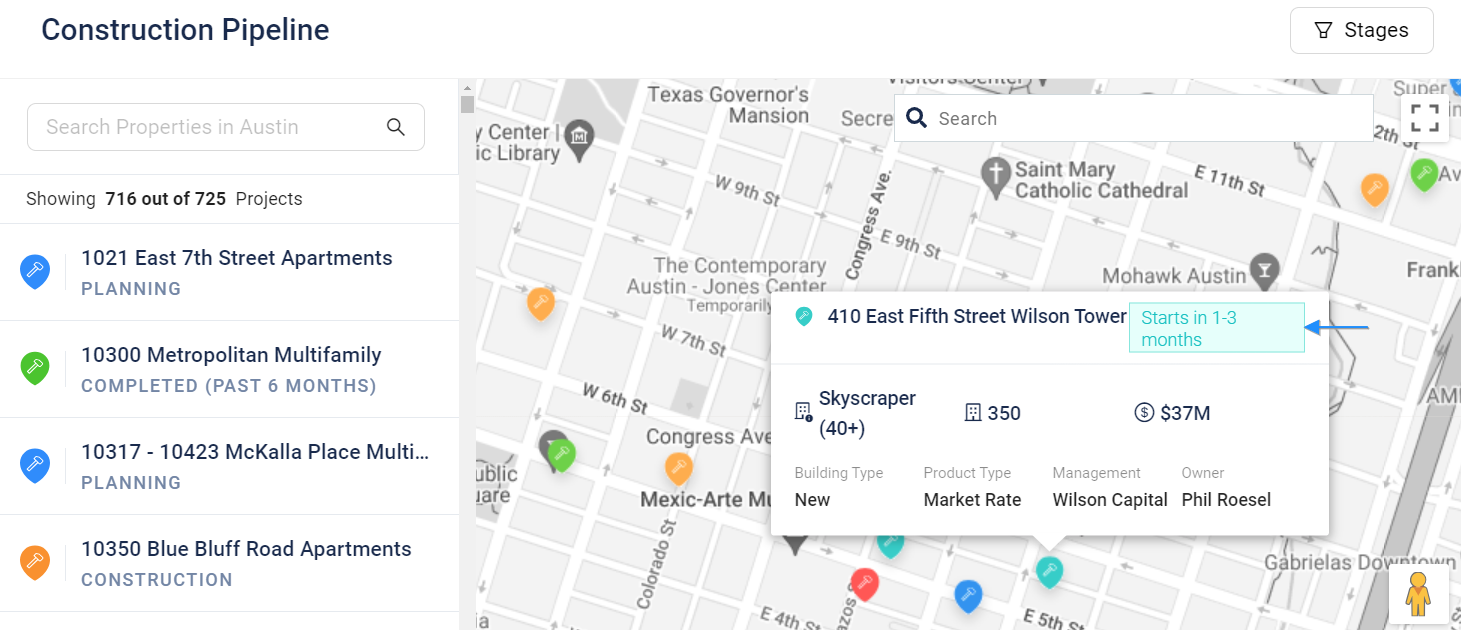 Construction Pipeline
Stages
Search Properties in Austin
Showing 716 out of 725 Projects
1021 East 7th Street Apartments
PLANNING
10300 Metropolitan Multifamily
COMPLETED (PAST 6 MONTHS)
10317 - 10423 McKalla Place Multi...
PLANNING
10350 Blue Bluff Road Apartments
CONSTRUCTION
Visitors Center
Texas Governor's
Mansion
Secre
Search
Super
2th St
y Center |
ic Library
Saint Mary
Catholic Cathedral
E 11th St
Av
W 9th St
Congress Ave.
E 9th St
The Contemporary
Austin - Jones Center
Temporarily
Mohawk Austin
Frankl
W 7th St
410 East Fifth Street Wilson Tower
Starts in 1-3
months
Skyscraper
(40+)
350
$37M
Building Type
Product Type
Management
Owner
New
Market Rate
Wilson Capital
Phil Roesel
W 6th St
AM
Congress Ave
ublic
uare
Mexic-Arte Mu
Colorado St
azos St
Gabrielas Downtown
E 4th St
E 5th St
ia